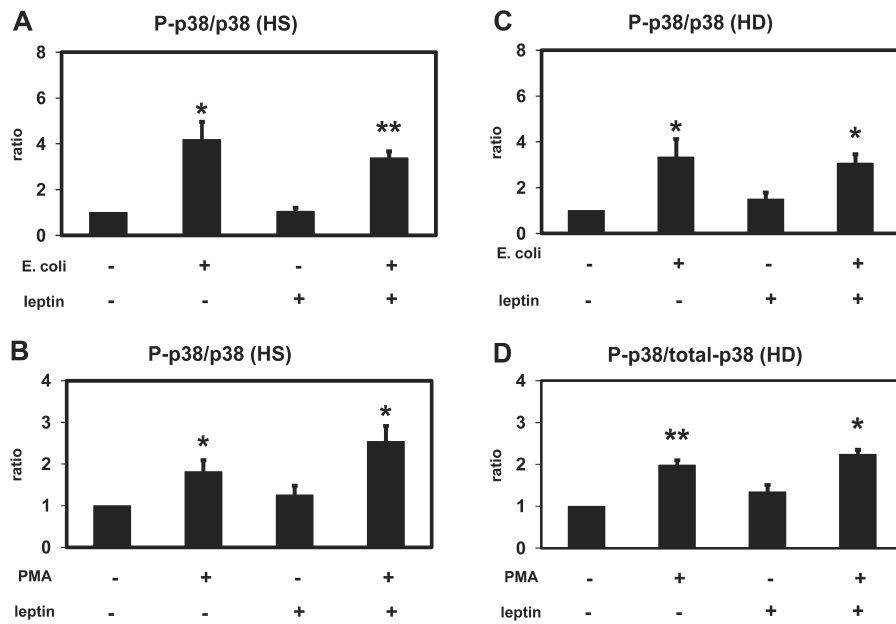 A P-p38/p38 (HS)
8
6
4
2
0
ratio
* **
E. coli - + - +
leptin - - + +
C P-p38/p38 (HD)
8
6
4
2
0
ratio
* *
E. coli - + - +
leptin - - + +
B P-p38/p38 (HS)
4
3
2
1
0
ratio
* *
PMA - + - +
leptin - - + +
D P-p38/total-p38 (HD)
4
3
2
1
0
ratio
** *
PMA - + - +
leptin - - + +